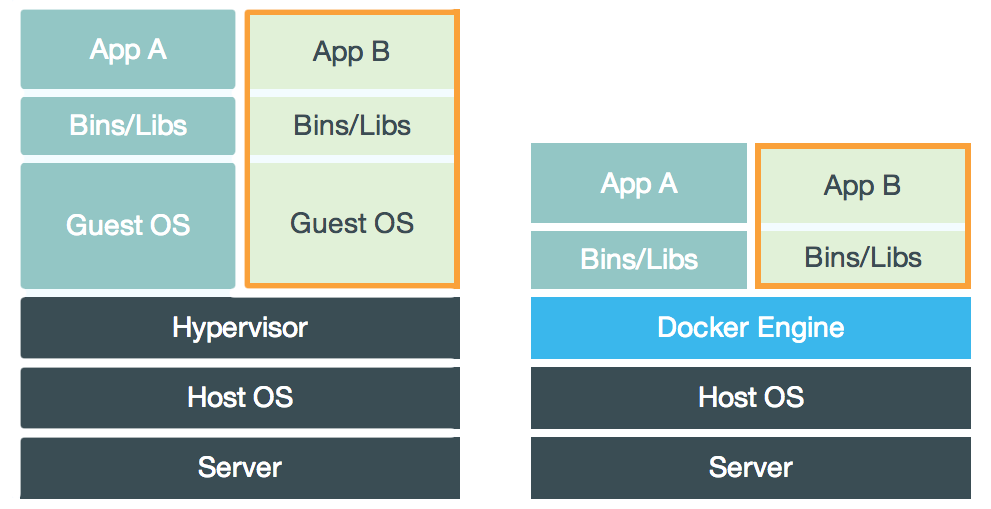 App A
App B
Bins/Libs
Bins/Libs
Guest OS
Guest OS
Hypervisor
Host OS
Server
App A
App B
Bins/Libs
Bins/Libs
Docker Engine
Host OS
Server